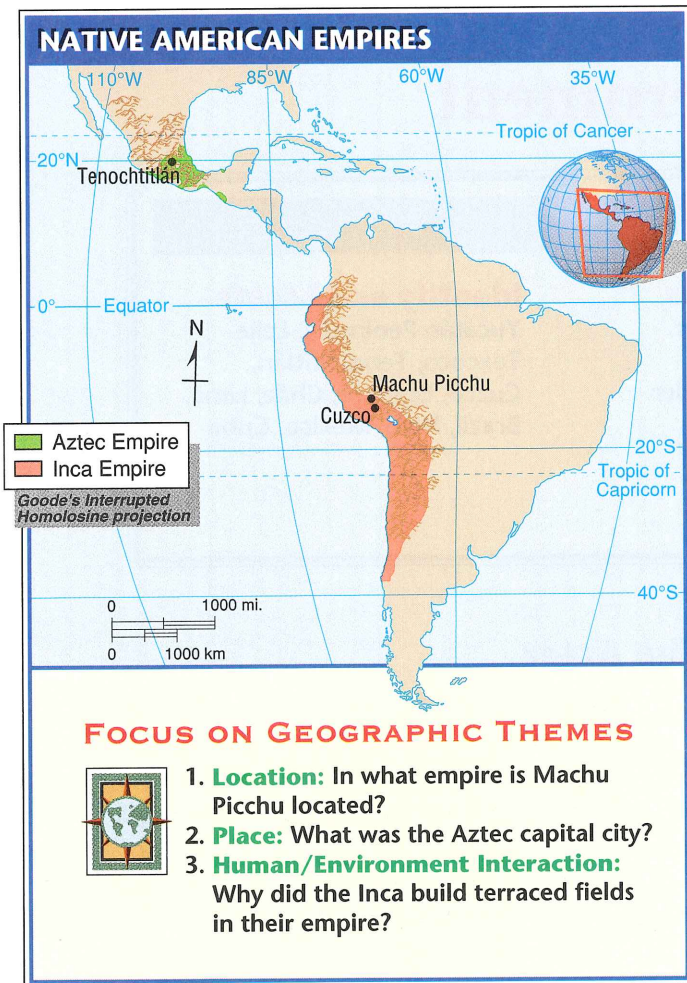 NATIVE AMERICAN EMPIRES
110°W
85°W
60°W
35°W
Tropic of Cancer
20°N
Tenochtitlán
0°
Equator
N
Machu Picchu
Cuzco
Aztec Empire
Inca Empire
Goode's Interrupted
Homolosine projection
20°S
Tropic of
Capricorn
40°S
0 1000 mi.
0 1000 km
FOCUS ON GEOGRAPHIC THEMES
1. Location: In what empire is Machu
Picchu located?
2. Place: What was the Aztec capital city?
3. Human/Environment Interaction:
Why did the Inca build terraced fields
in their empire?